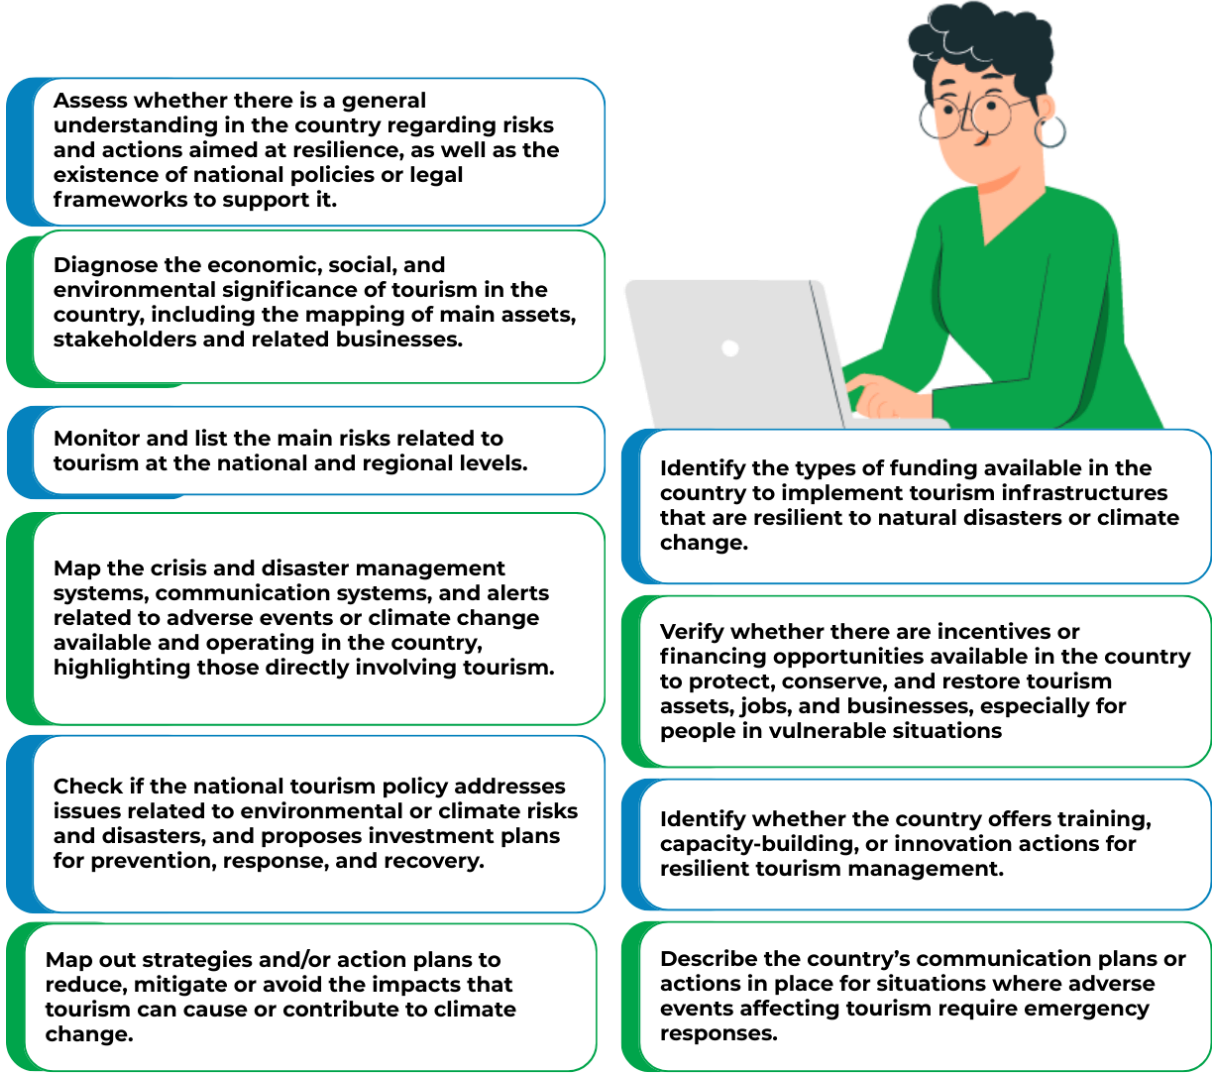 Assess whether there is a general
understanding in the country regarding risks
and actions aimed at resilience, as well as the
existence of national policies or legal
frameworks to support it.
Diagnose the economic, social, and
environmental significance of tourism in the
country, including the mapping of main assets,
stakeholders and related businesses.
Monitor and list the main risks related to
tourism at the national and regional levels.
Map the crisis and disaster management
systems, communication systems, and alerts
related to adverse events or climate change
available and operating in the country,
highlighting those directly involving tourism.
Check if the national tourism policy addresses
issues related to environmental or climate risks
and disasters, and proposes investment plans
for prevention, response, and recovery.
Map out strategies and/or action plans to
reduce, mitigate or avoid the impacts that
tourism can cause or contribute to climate
change.
Identify the types of funding available in the
country to implement tourism infrastructures
that are resilient to natural disasters or climate
change.
Verify whether there are incentives or
financing opportunities available in the country
to protect, conserve, and restore tourism
assets, jobs, and businesses, especially for
people in vulnerable situations
Identify whether the country offers training,
capacity-building, or innovation actions for
resilient tourism management.
Describe the country’s communication plans or
actions in place for situations where adverse
events affecting tourism require emergency
responses.